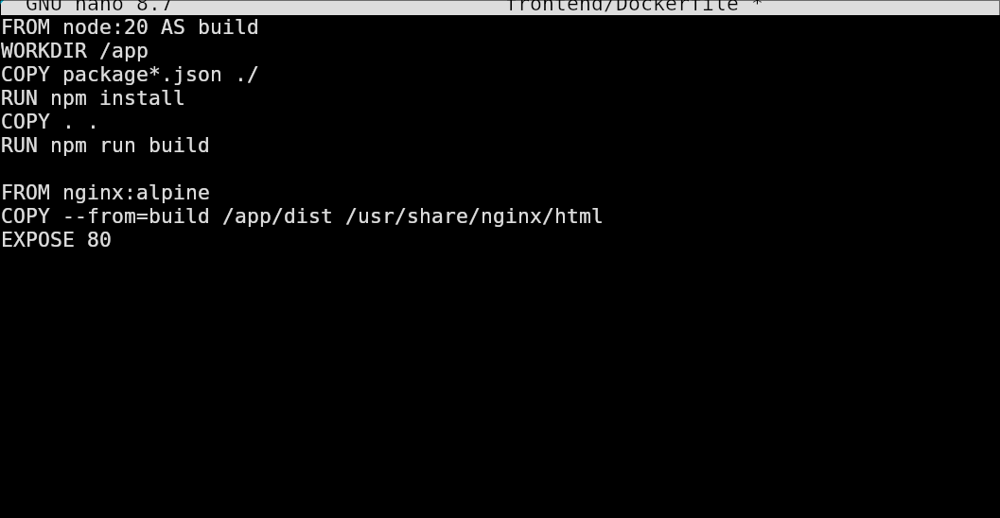 GNU nano 8.7 frontend/Dockerfile *
FROM node:20 AS build
WORKDIR /app
COPY package*.json ./
RUN npm install
COPY . .
RUN npm run build
FROM nginx:alpine
COPY --from=build /app/dist /usr/share/nginx/html
EXPOSE 80